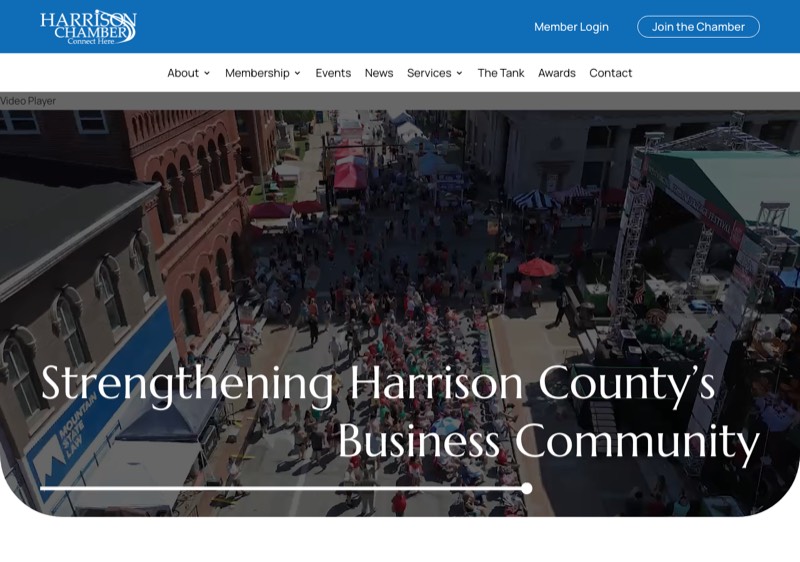 HARRISON
CHAMBER
Connect Here
Member Login
Join the Chamber
About
Membership
Events
News
Services
The Tank
Awards
Contact
Video Player
Strengthening Harrison County’s
Business Community
MOUNTAIN
STATE
LAW